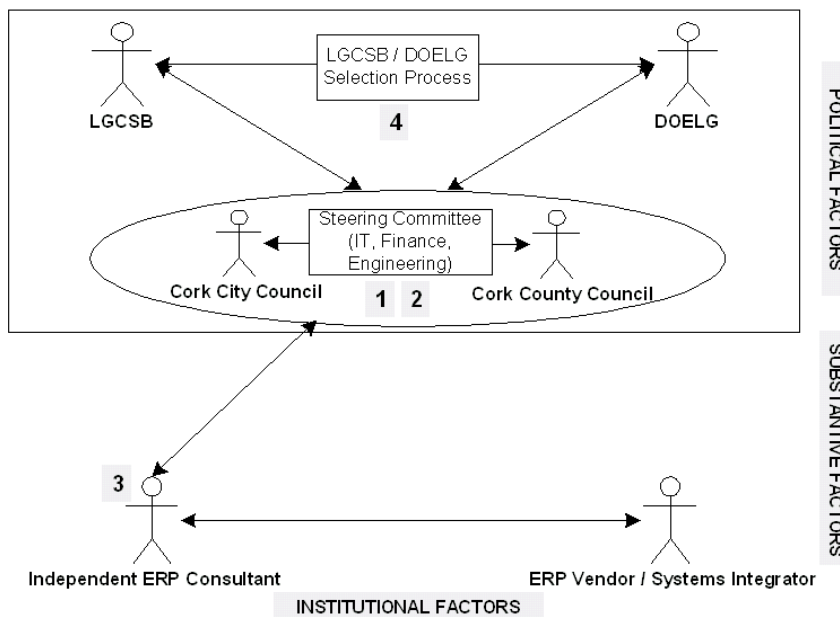 LGCSB / DOELG
Selection Process
LGCSB
4
DOELG
POLITICAL FACTORS
Steering Committee
(IT, Finance,
Engineering)
Cork City Council
1 2
Cork County Council
SUBSTANTIVE FACTORS
3
Independent ERP Consultant
ERP Vendor / Systems Integrator
INSTITUTIONAL FACTORS